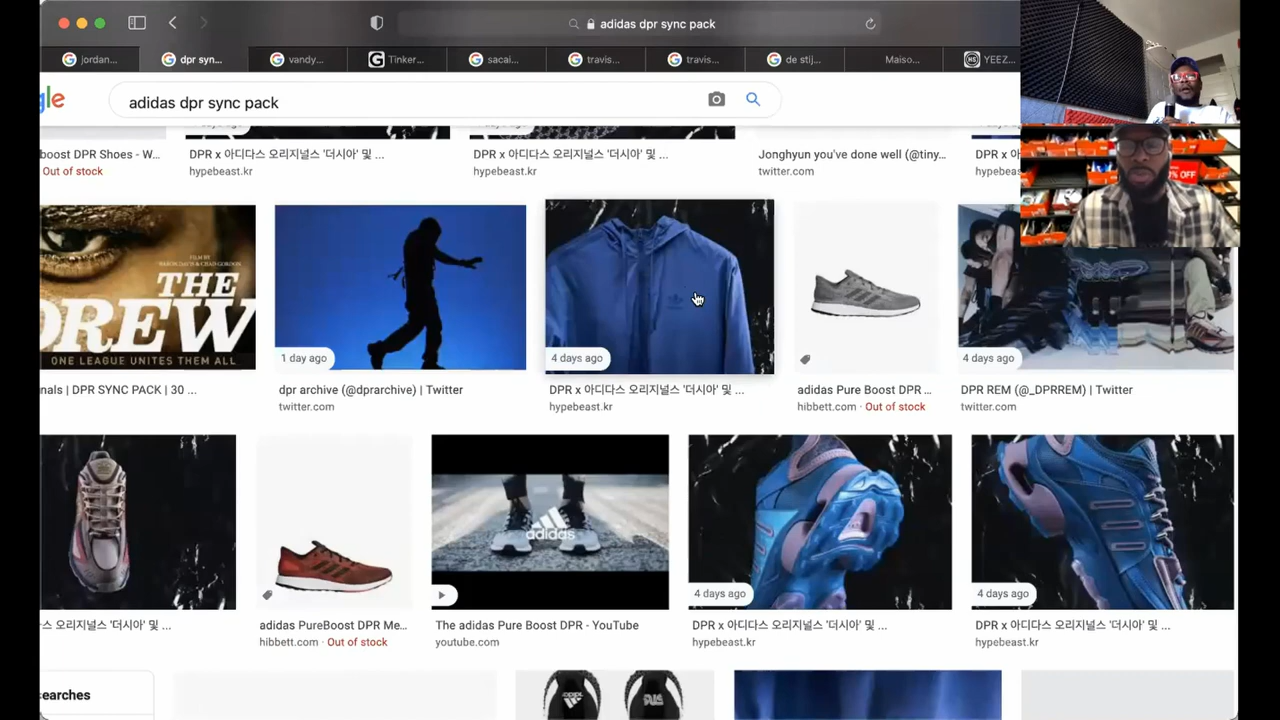 adidas dpr sync pack
jordan...
dpr syn...
vandy...
Tinker...
sacai...
travis...
travis...
de stij...
Maiso...
YEEZ...
gle
adidas dpr sync pack
boost DPR Shoes - W...
Out of stock
DPR x 아디다스 오리지널스 '더시아' 및 ...
hypebeast.kr
DPR x 아디다스 오리지널스 '더시아' 및 ...
hypebeast.kr
Jonghyun you've done well (@tiny...
twitter.com
DPR x
hypebeas
% OFF
FILM BY
THE
DREW
ONE LEAGUE UNITES THEM ALL
nals | DPR SYNC PACK | 30 ...
1 day ago
dpr archive (@dprarchive) | Twitter
twitter.com
4 days ago
DPR x 아디다스 오리지널스 '더시아' 및 ...
hypebeast.kr
adidas Pure Boost DPR ...
hibbett.com · Out of stock
4 days ago
DPR REM (@_DPRREM) | Twitter
twitter.com
스 오리지널스 '더시아' 및 ...
adidas PureBoost DPR Me...
hibbett.com · Out of stock
adidas
The adidas Pure Boost DPR - YouTube
youtube.com
4 days ago
DPR x 아디다스 오리지널스 '더시아' 및 ...
hypebeast.kr
4 days ago
DPR x 아디다스 오리지널스 '더시아' 및 ...
hypebeast.kr
earches